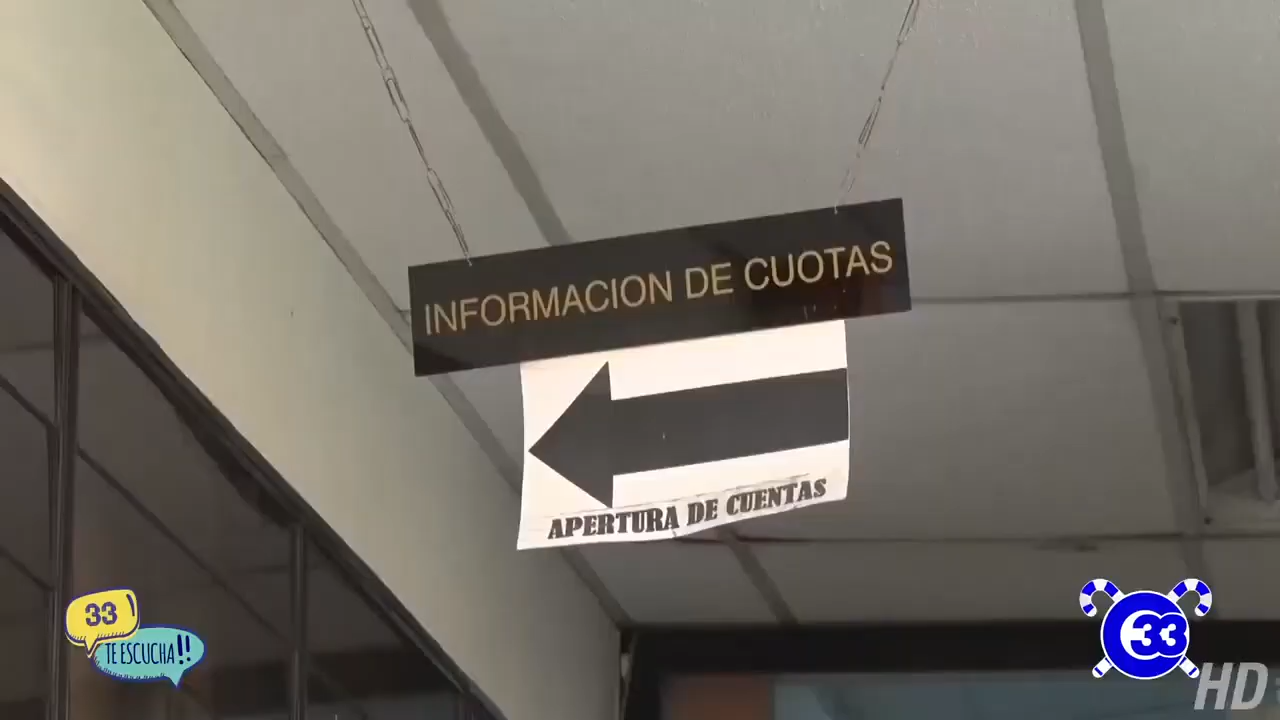 INFORMACION DE CUOTAS
APERTURA DE CUENTAS
33
TE ESCUCHA!!
33
HD